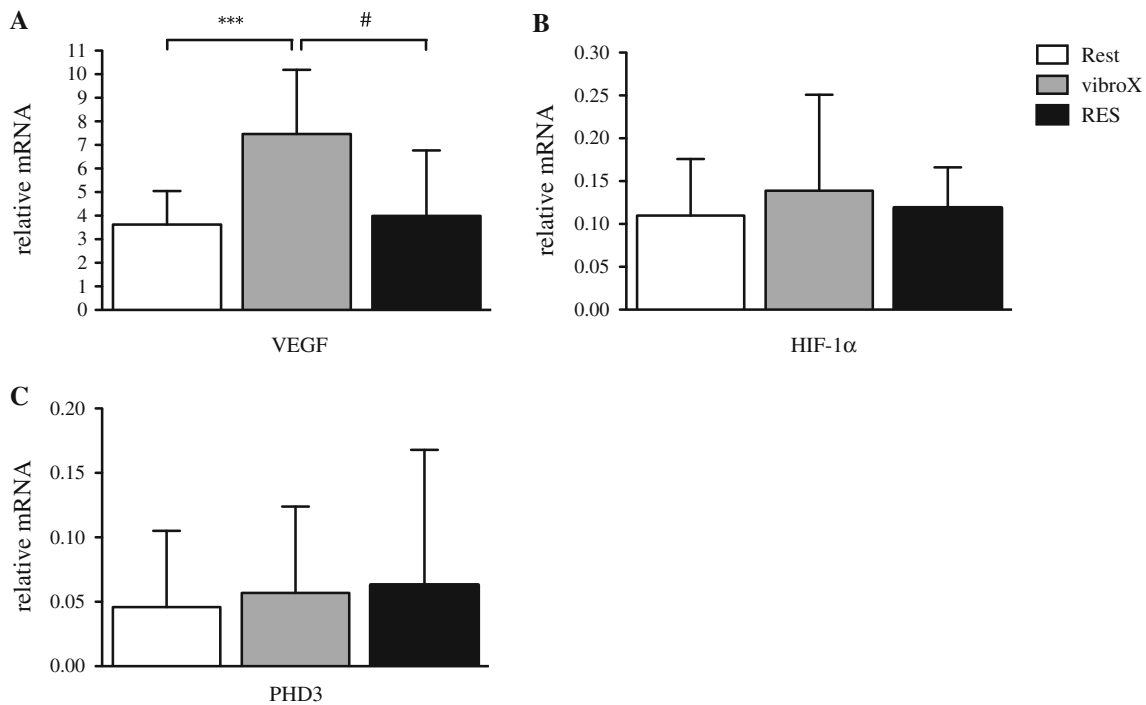 A
*** #
11
10
9
8
7
6
5
4
3
2
1
0
relative mRNA
VEGF
B
0.30
0.25
0.20
0.15
0.10
0.05
0.00
relative mRNA
HIF-1α
Rest
vibroX
RES
C
0.20
0.15
0.10
0.05
0.00
relative mRNA
PHD3